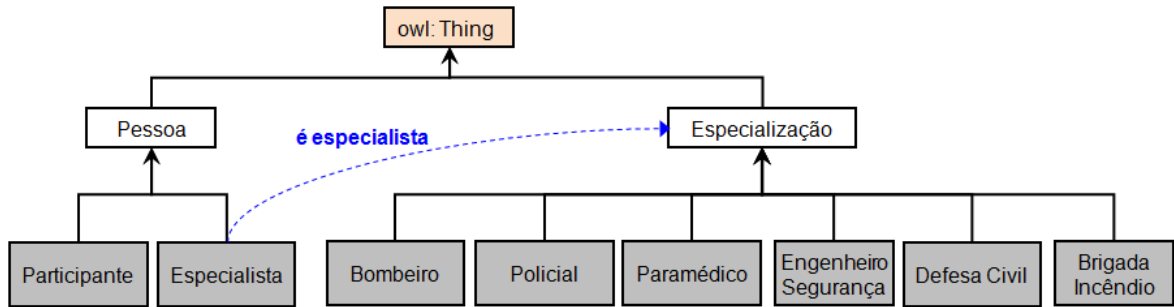 owl: Thing
Pessoa
Especialização
é especialista
Participante
Especialista
Bombeiro
Policial
Paramédico
Engenheiro
Segurança
Defesa Civil
Brigada
Incêndio